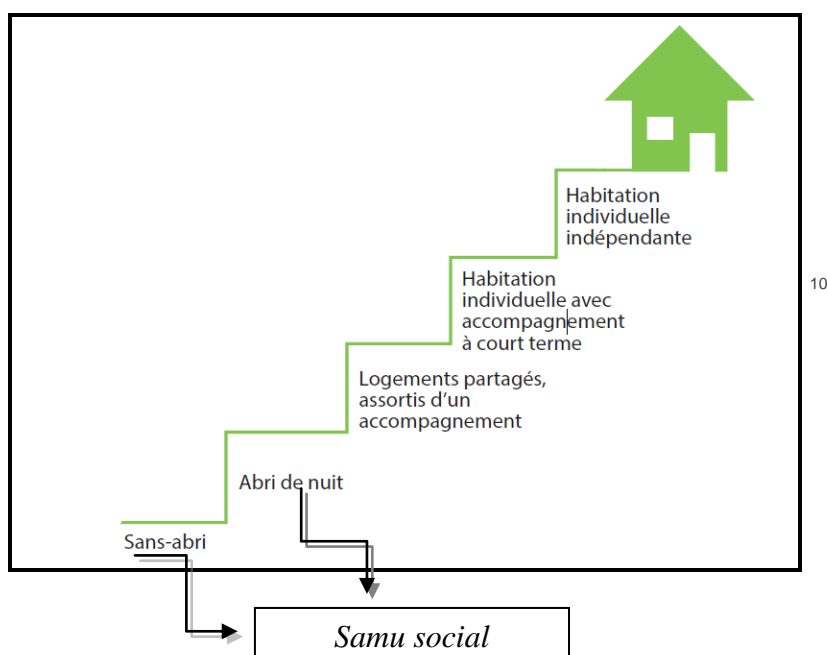 Habitation
individuelle
indépendante
10
Habitation
individuelle avec
accompagnement
à court terme
Logements partagés,
assortis d'un
accompagnement
Abri de nuit
Sans-abri
Samu social